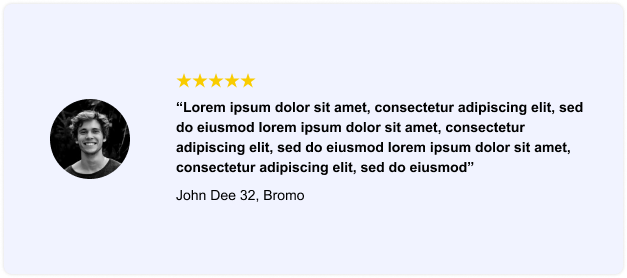 ★★★★★
“Lorem ipsum dolor sit amet, consectetur adipiscing elit, sed
do eiusmod lorem ipsum dolor sit amet, consectetur
adipiscing elit, sed do eiusmod lorem ipsum dolor sit amet,
consectetur adipiscing elit, sed do eiusmod”
John Dee 32, Bromo